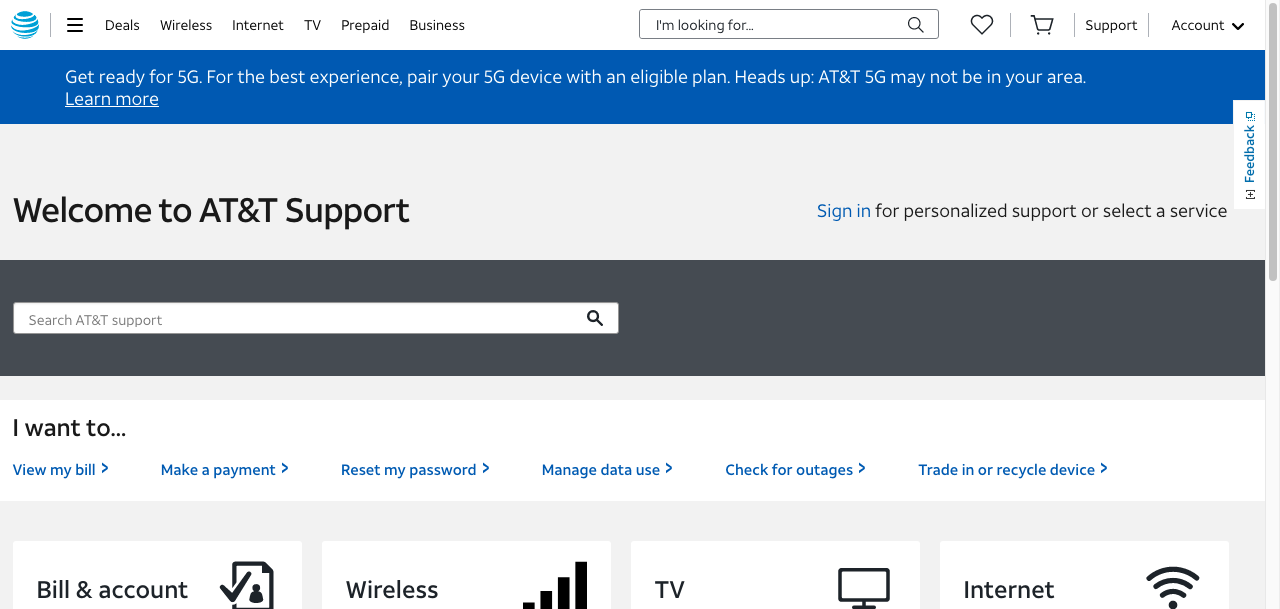 Deals Wireless Internet TV Prepaid Business I'm looking for... Support Account
Get ready for 5G. For the best experience, pair your 5G device with an eligible plan. Heads up: AT&T 5G may not be in your area.
Learn more
Feedback
Welcome to AT&T Support
Sign in for personalized support or select a service
Search AT&T support
I want to...
View my bill Make a payment Reset my password Manage data use Check for outages Trade in or recycle device
Bill & account Wireless TV Internet